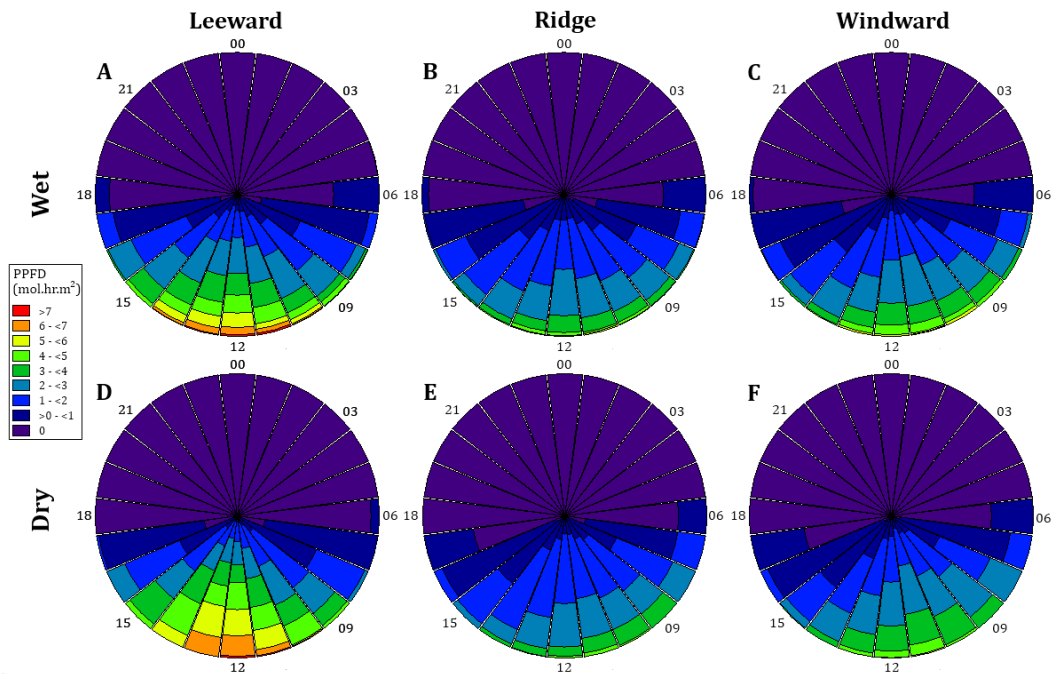 Leeward
Ridge
Windward
00
00
00
A
B
C
21
03
21
03
21
03
Wet
18
06
18
06
18
06
PPFD
(mol.hr.m²)
>7
6 - <7
5 - <6
4 - <5
3 - <4
2 - <3
1 - <2
>0 - <1
0
15
09
15
09
15
09
12
12
12
00
00
00
D
E
F
21
03
21
03
21
03
Dry
18
06
18
06
18
06
15
09
15
09
15
09
12
12
12